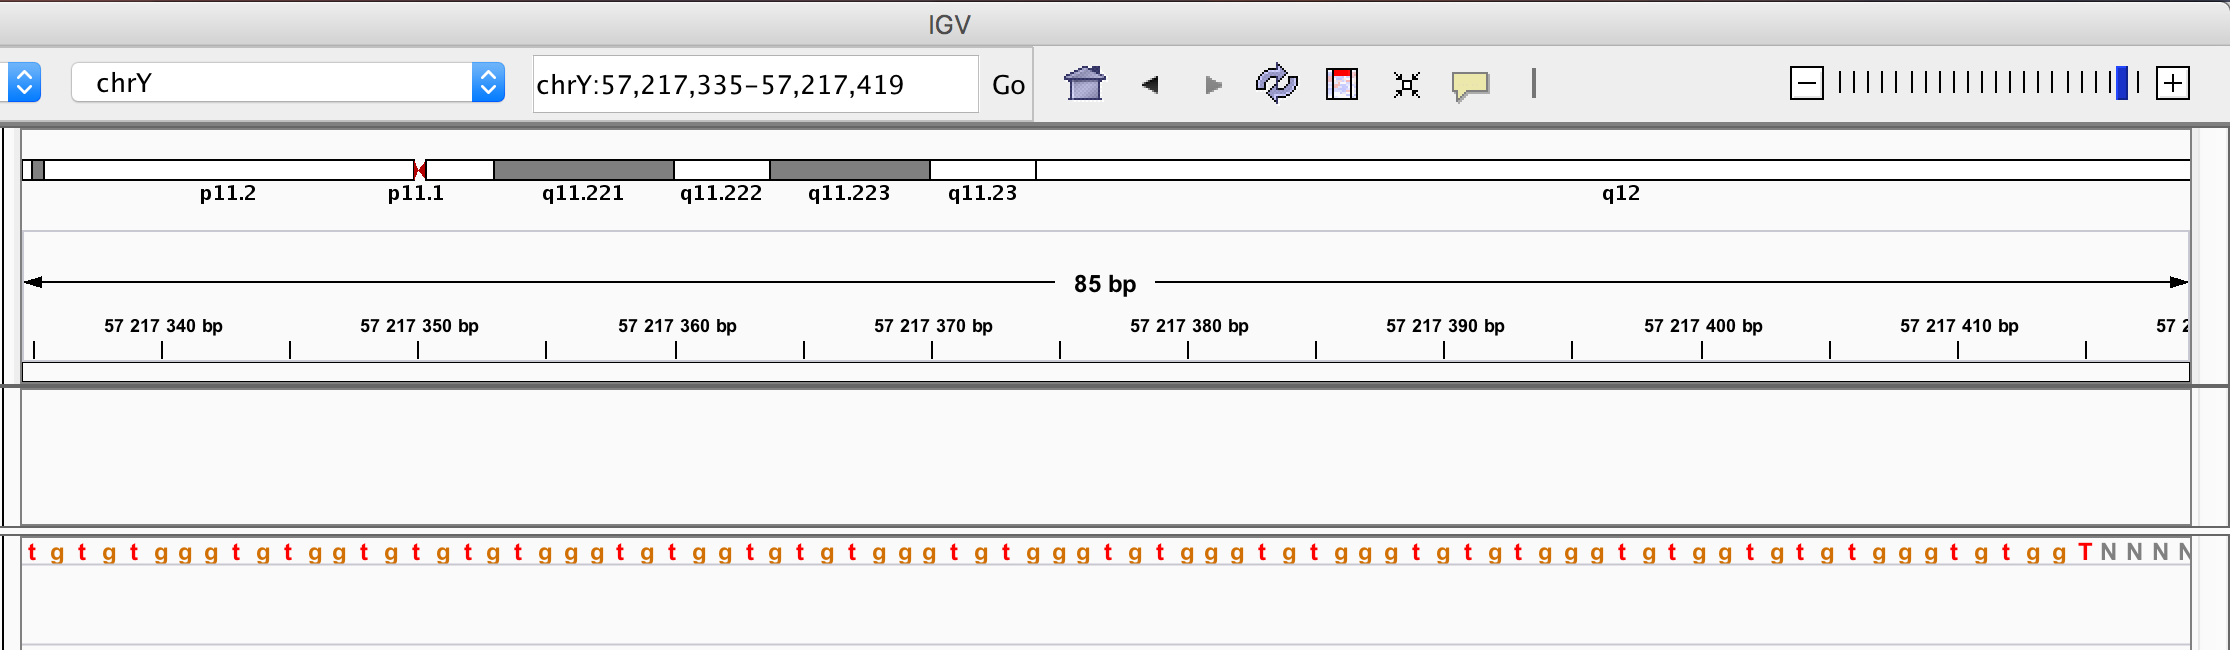 IGV
chrY
chrY:57,217,335-57,217,419
Go
p11.2 p11.1 q11.221 q11.222 q11.223 q11.23 q12
85 bp
57 217 340 bp 57 217 350 bp 57 217 360 bp 57 217 370 bp 57 217 380 bp 57 217 390 bp 57 217 400 bp 57 217 410 bp 57 2
t g t g t g g g t g t g g t g t g t g t g g g t g t g g t g t g t g g g t g t g g g t g t g g g t g t g g g t g t g t g g g t g t g g t g t g t g g g t g t g g T N N N N